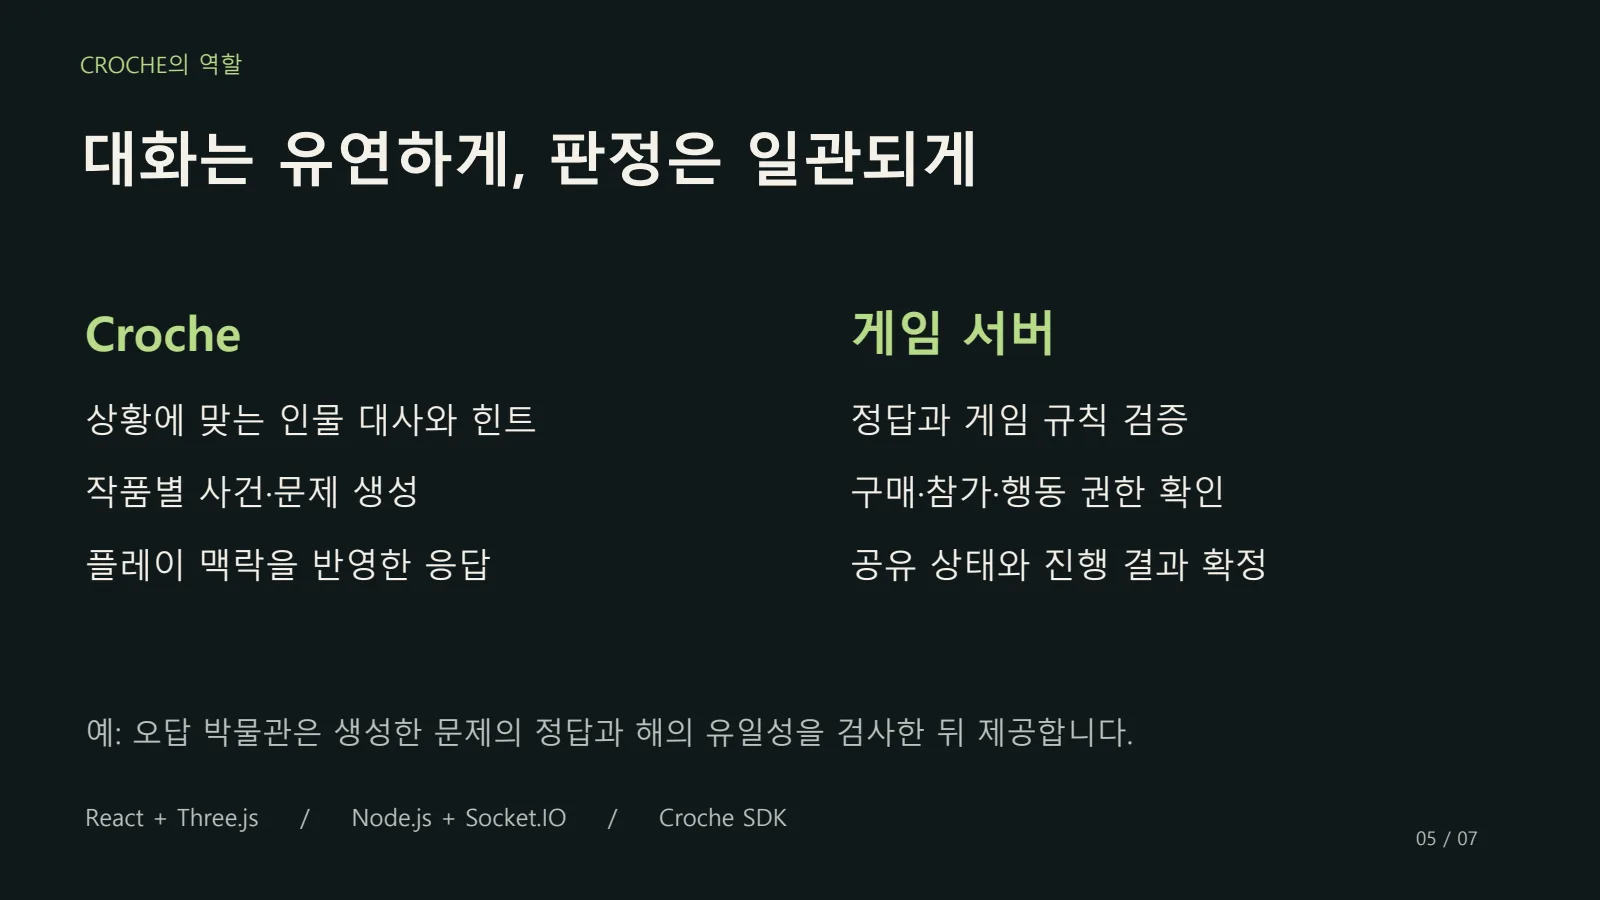 CROCHE의 역할
대화는 유연하게, 판정은 일관되게
Croche
상황에 맞는 인물 대사와 힌트
작품별 사건·문제 생성
플레이 맥락을 반영한 응답
게임 서버
정답과 게임 규칙 검증
구매·참가·행동 권한 확인
공유 상태와 진행 결과 확정
예: 오답 박물관은 생성한 문제의 정답과 해의 유일성을 검사한 뒤 제공합니다.
React + Three.js / Node.js + Socket.IO / Croche SDK
05 / 07